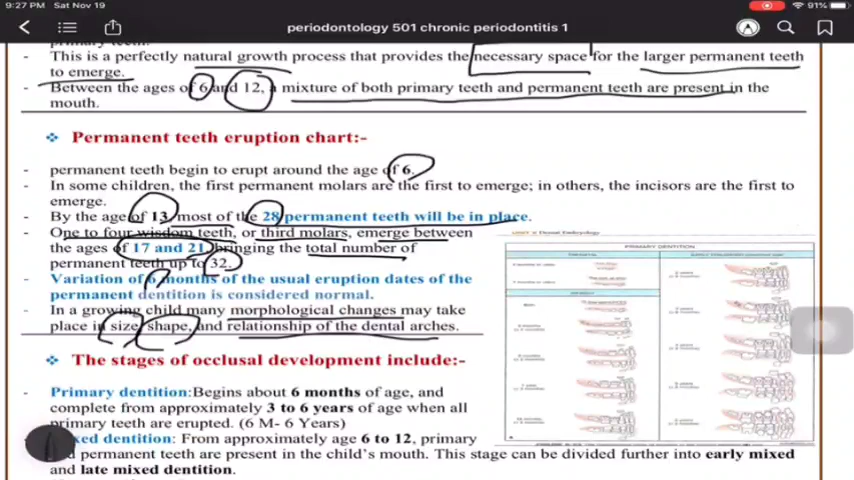 9:27 PM Sat Nov 19
91%
periodontology 501 chronic periodontitis 1
primary teeth.
- This is a perfectly natural growth process that provides the necessary space for the larger permanent teeth
to emerge.
- Between the ages of 6 and 12, a mixture of both primary teeth and permanent teeth are present in the
mouth.
❖ Permanent teeth eruption chart:-
- permanent teeth begin to erupt around the age of 6.
- In some children, the first permanent molars are the first to emerge; in others, the incisors are the first to
emerge.
- By the age of 13, most of the 28 permanent teeth will be in place.
- One to four wisdom teeth, or third molars, emerge between
the ages of 17 and 21, bringing the total number of
permanent teeth up to 32.
- Variation of 6 months of the usual eruption dates of the
permanent dentition is considered normal.
- In a growing child many morphological changes may take
place in size, shape, and relationship of the dental arches.
❖ The stages of occlusal development include:-
- Primary dentition: Begins about 6 months of age, and
complete from approximately 3 to 6 years of age when all
primary teeth are erupted. (6 M- 6 Years)
dentition: From approximately age 6 to 12, primary
permanent teeth are present in the child's mouth. This stage can be divided further into early mixed
and late mixed dentition.
PRIMARY DENTITION